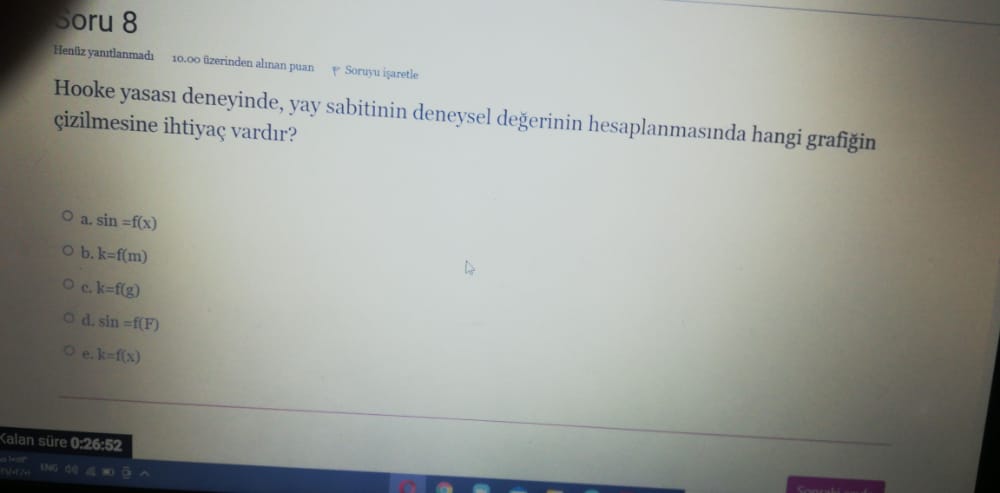 Soru 8
Henüz yanıtlanmadı 10.00 üzerinden alınan puan Soruyu işaretle
Hooke yasası deneyinde, yay sabitinin deneysel değerinin hesaplanmasında hangi grafiğin
çizilmesine ihtiyaç vardır?
a. sin =f(x)
b. k=f(m)
c. k=f(g)
d. sin =f(F)
e. k=f(x)
Kalan süre 0:26:52
ENG